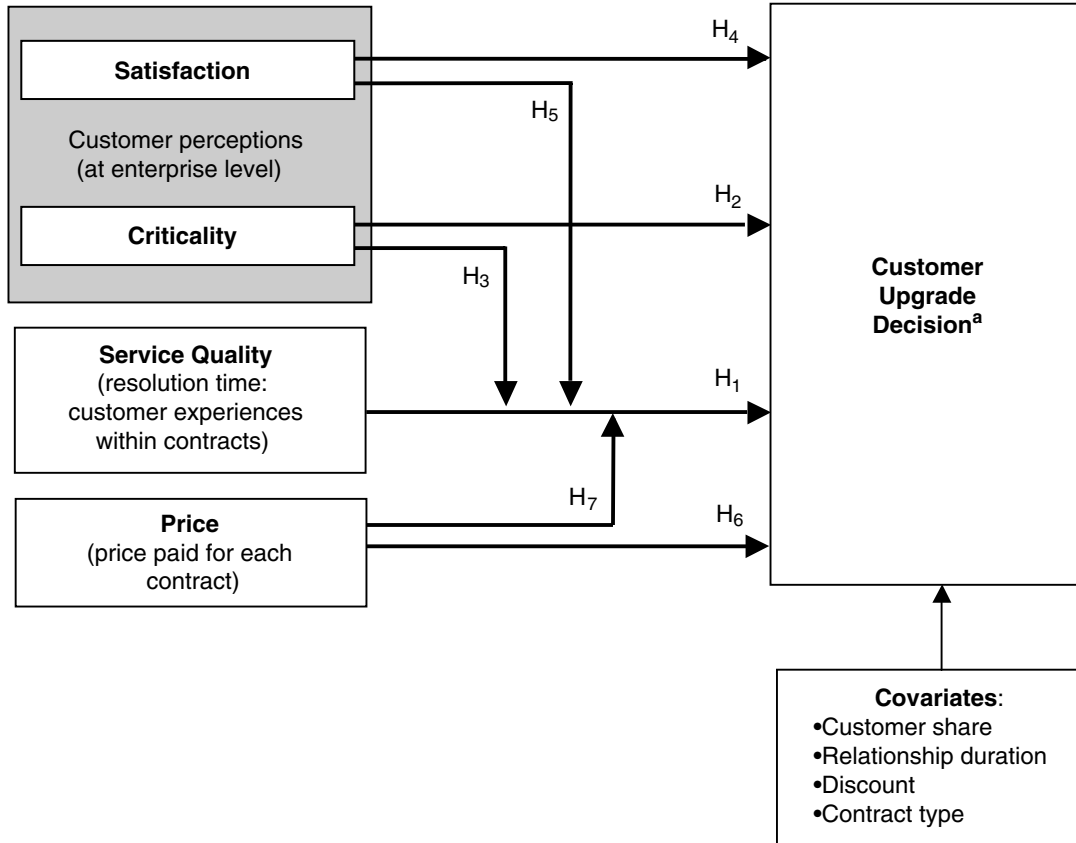 Satisfaction
Customer perceptions
(at enterprise level)
Criticality
Service Quality
(resolution time:
customer experiences
within contracts)
Price
(price paid for each
contract)
H4
H5
H2
H3
H1
H7
H6
Customer
Upgrade
Decisionᵃ
Covariates:
•Customer share
•Relationship duration
•Discount
•Contract type